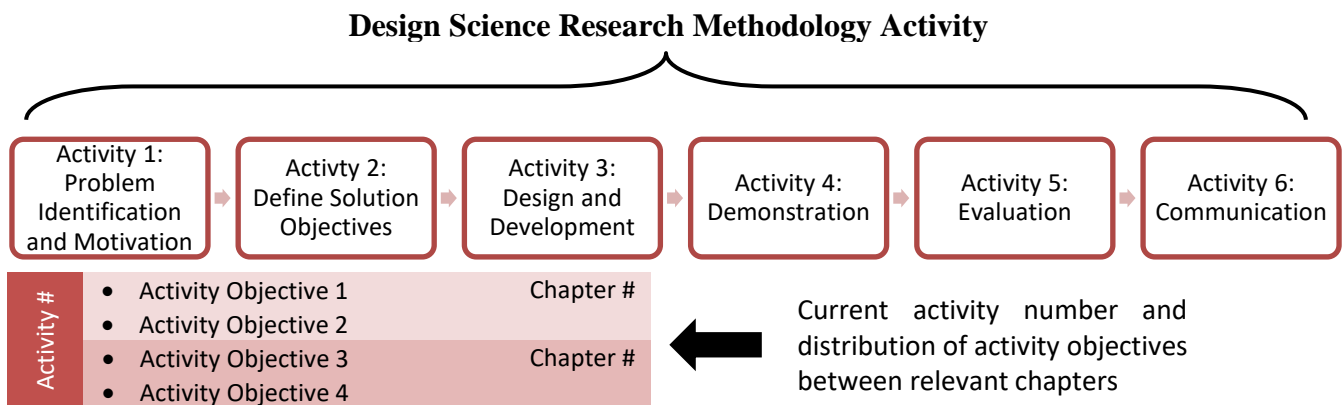 Design Science Research Methodology Activity
Activity 1:
Problem
Identification
and Motivation
Activty 2:
Define Solution
Objectives
Activity 3:
Design and
Development
Activity 4:
Demonstration
Activity 5:
Evaluation
Activity 6:
Communication
Activity #
• Activity Objective 1 Chapter #
• Activity Objective 2
• Activity Objective 3 Chapter #
• Activity Objective 4
Current activity number and
distribution of activity objectives
between relevant chapters